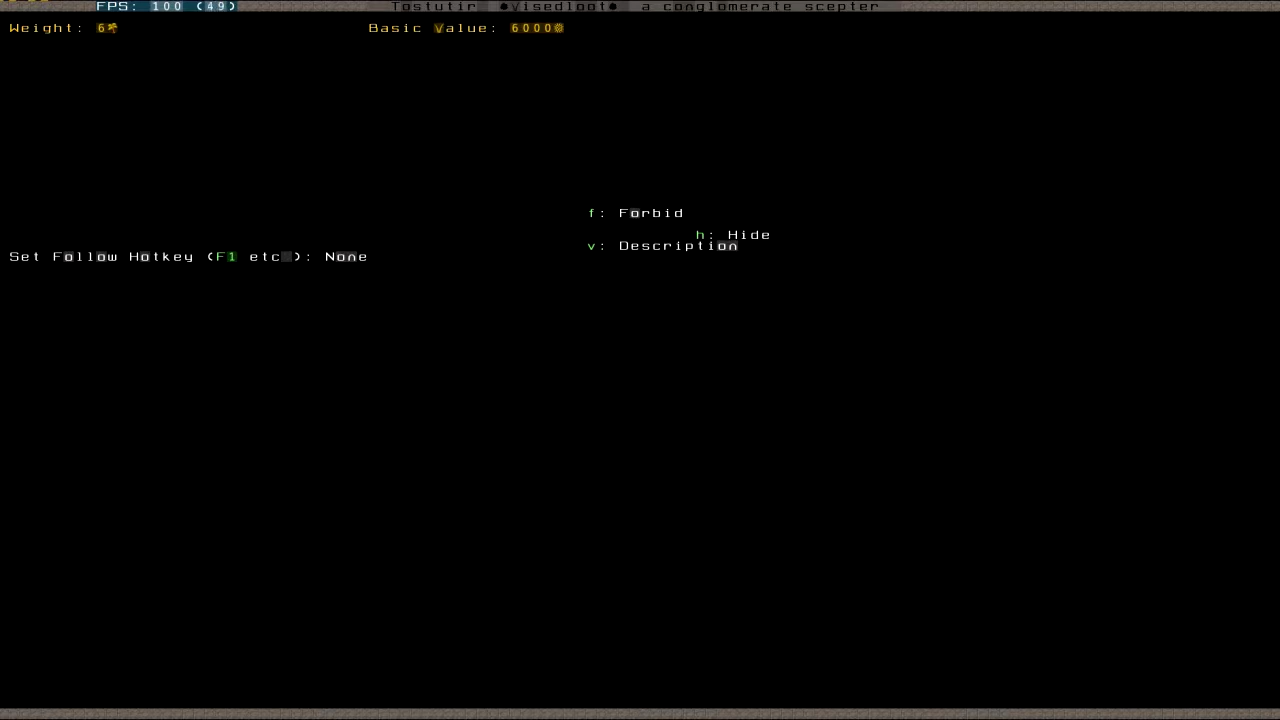 FPS: 100 (49) Tostutir ●Visedloot● a conglomerate scepter
Weight: 6 Basic Value: 6000☼
f: Forbid
h: Hide
v: Description
Set Follow Hotkey (F1 etc ): None